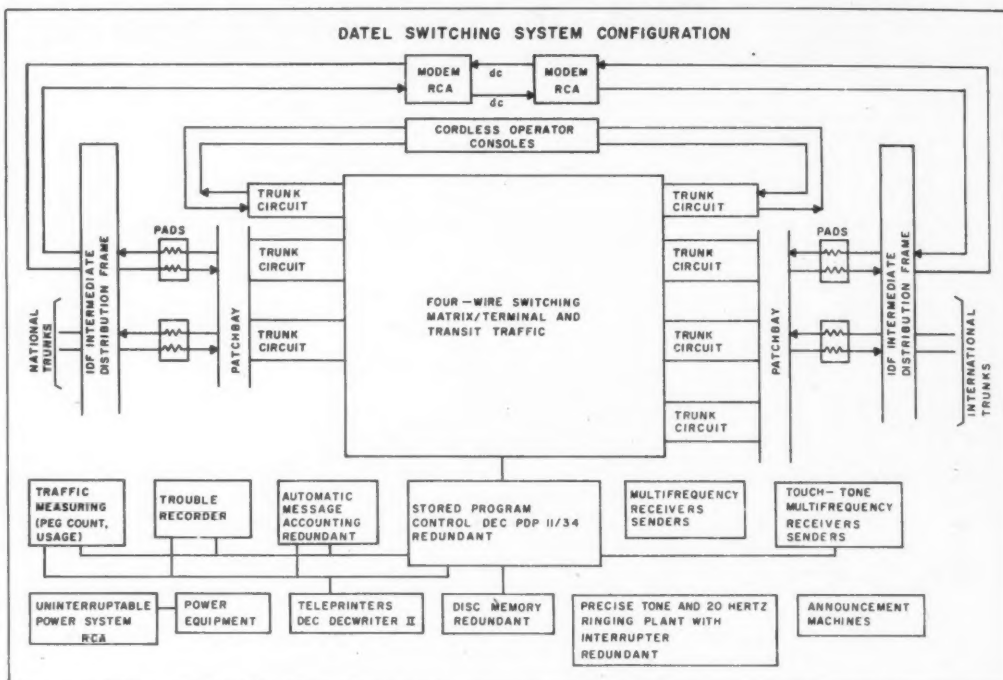 DATEL SWITCHING SYSTEM CONFIGURATION
MODEM
RCA
dc
dc
MODEM
RCA
CORDLESS OPERATOR
CONSOLES
TRUNK
CIRCUIT
TRUNK
CIRCUIT
PADS
PADS
TRUNK
CIRCUIT
TRUNK
CIRCUIT
NATIONAL
TRUNKS
IDF INTERMEDIATE
DISTRIBUTION FRAME
PATCHBAY
TRUNK
CIRCUIT
FOUR-WIRE SWITCHING
MATRIX/TERMINAL AND
TRANSIT TRAFFIC
TRUNK
CIRCUIT
PATCHBAY
IDF INTERMEDIATE
DISTRIBUTION FRAME
INTERNATIONAL
TRUNKS
TRUNK
CIRCUIT
TRAFFIC
MEASURING
(PEG COUNT,
USAGE)
TROUBLE
RECORDER
AUTOMATIC
MESSAGE
ACCOUNTING
REDUNDANT
STORED PROGRAM
CONTROL DEC PDP 11/34
REDUNDANT
MULTIFREQUENCY
RECEIVERS
SENDERS
TOUCH-TONE
MULTIFREQUENCY
RECEIVERS
SENDERS
UNINTERRUPTABLE
POWER SYSTEM
RCA
POWER
EQUIPMENT
TELEPRINTERS
DEC DECWRITER II
DISC MEMORY
REDUNDANT
PRECISE TONE AND 20 HERTZ
RINGING PLANT WITH
INTERRUPTER
REDUNDANT
ANNOUNCEMENT
MACHINES